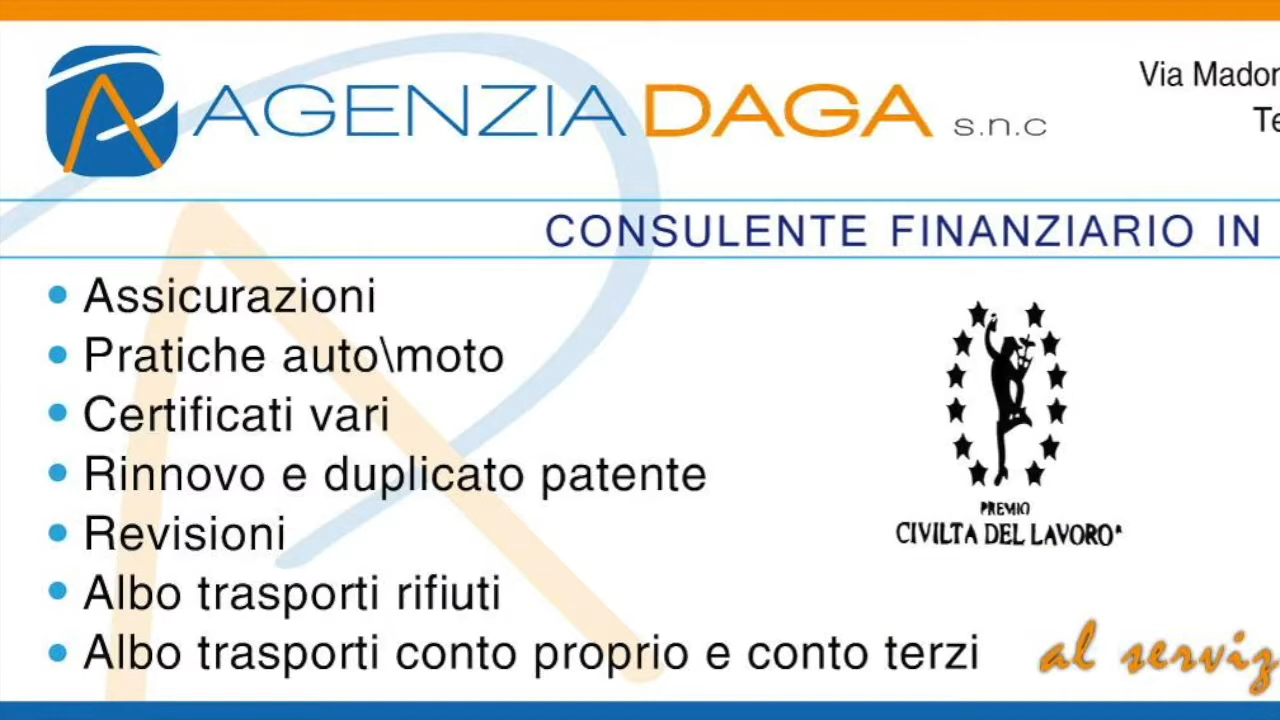 AGENZIA DAGA s.n.c
Via Mador
Te
CONSULENTE FINANZIARIO IN
• Assicurazioni
• Pratiche auto\moto
• Certificati vari
• Rinnovo e duplicato patente
• Revisioni
• Albo trasporti rifiuti
• Albo trasporti conto proprio e conto terzi
PREMIO
CIVILTA DEL LAVORO
al serviz